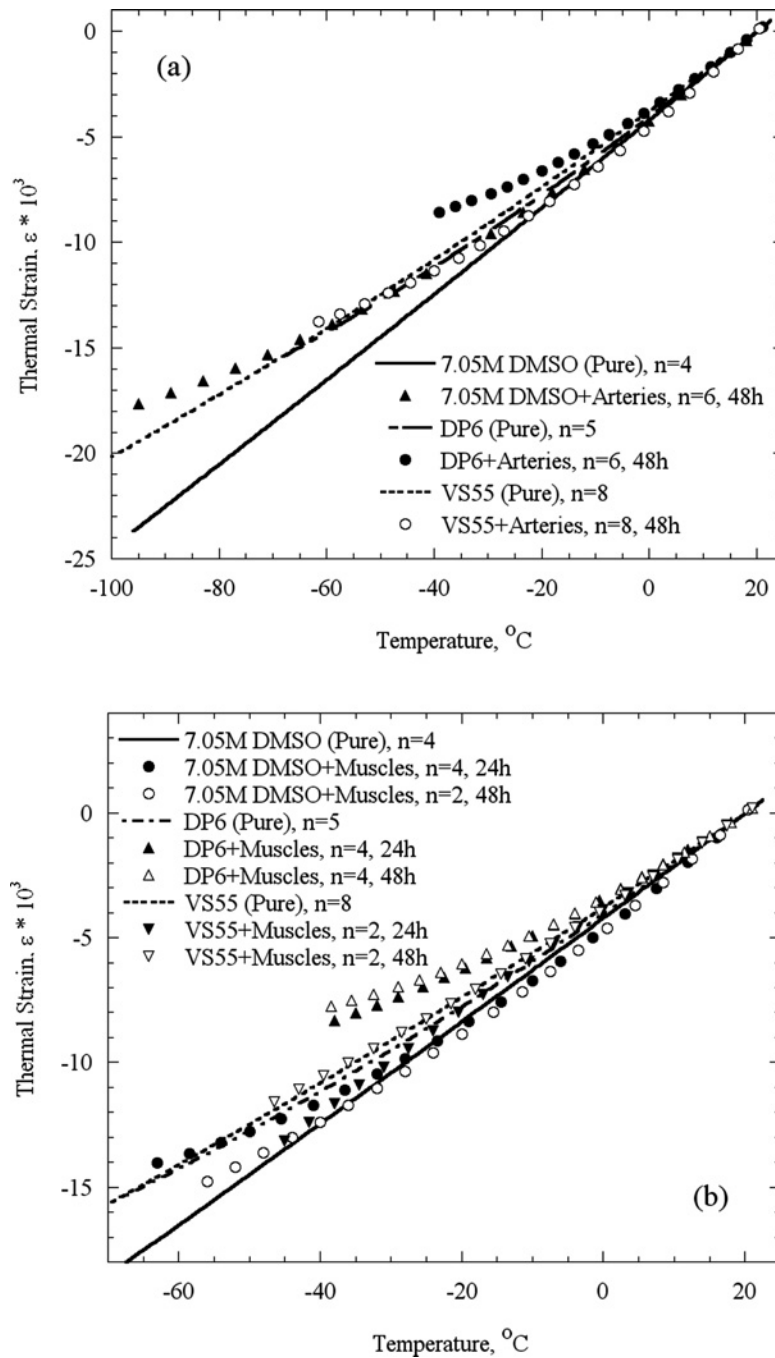 (a)
0
-5
-10
-15
-20
-25
Thermal Strain. ε * 10³
7.05M DMSO (Pure), n=4
7.05M DMSO+Arteries, n=6, 48h
DP6 (Pure), n=5
DP6+Arteries, n=6, 48h
VS55 (Pure), n=8
VS55+Arteries, n=8, 48h
-100 -80 -60 -40 -20 0 20
Temperature, °C
7.05M DMSO (Pure), n=4
7.05M DMSO+Muscles, n=4, 24h
7.05M DMSO+Muscles, n=2, 48h
DP6 (Pure), n=5
DP6+Muscles, n=4, 24h
DP6+Muscles, n=4, 48h
VS55 (Pure), n=8
VS55+Muscles, n=2, 24h
VS55+Muscles, n=2, 48h
0
-5
-10
-15
Thermal Strain. ε * 10³
(b)
-60 -40 -20 0 20
Temperature, °C